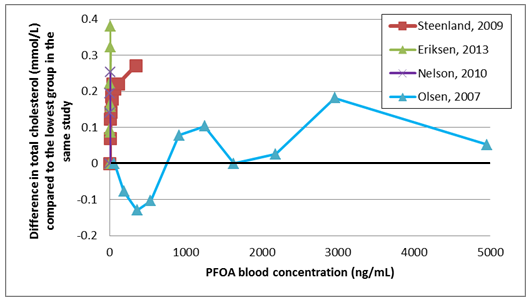 Difference in total cholesterol (mmol/L)
compared to the lowest group in the
same study
0.4
0.3
0.2
0.1
0
-0.1
-0.2
Steenland, 2009
Eriksen, 2013
Nelson, 2010
Olsen, 2007
0 1000 2000 3000 4000 5000
PFOA blood concentration (ng/mL)